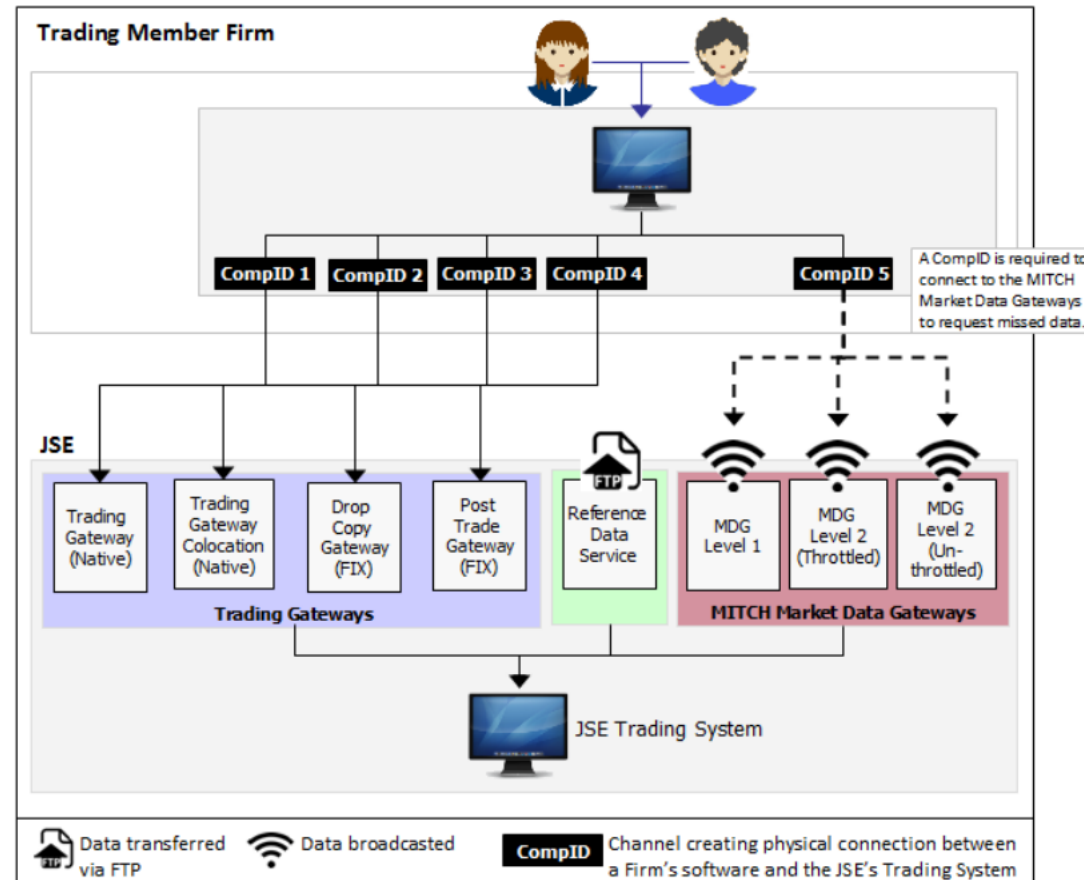 Trading Member Firm
CompID 1
CompID 2
CompID 3
CompID 4
CompID 5
A CompID is required to
connect to the MITCH
Market Data Gateways
to request missed data.
JSE
FTP
Trading
Gateway
(Native)
Trading
Gateway
Colocation
(Native)
Drop
Copy
Gateway
(FIX)
Post
Trade
Gateway
(FIX)
Reference
Data
Service
MDG
Level 1
MDG
Level 2
(Throttled)
MDG
Level 2
(Un-
throttled)
Trading Gateways
MITCH Market Data Gateways
JSE Trading System
FTP
Data transferred
via FTP
Data broadcasted
CompID
Channel creating physical connection between
a Firm's software and the JSE's Trading System